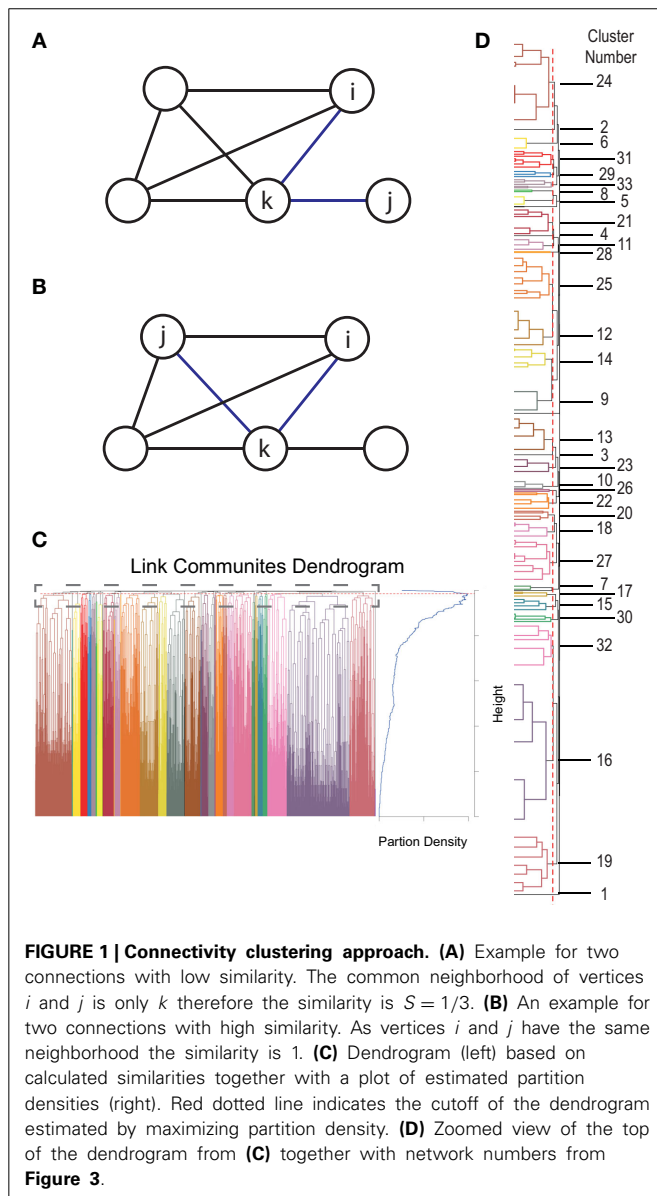 A
i
k
j
B
j
i
k
C
Link Communites Dendrogram
Height
Partion Density
D
Cluster
Number
24
2
6
31
29
33
8
5
21
4
11
28
25
12
14
9
13
3
23
10
26
22
20
18
27
7
17
15
30
32
16
19
1
FIGURE 1 | Connectivity clustering approach. (A) Example for two
connections with low similarity. The common neighborhood of vertices
i and j is only k therefore the similarity is S = 1/3. (B) An example for
two connections with high similarity. As vertices i and j have the same
neighborhood the similarity is 1. (C) Dendrogram (left) based on
calculated similarities together with a plot of estimated partition
densities (right). Red dotted line indicates the cutoff of the dendrogram
estimated by maximizing partition density. (D) Zoomed view of the top
of the dendrogram from (C) together with network numbers from
Figure 3.